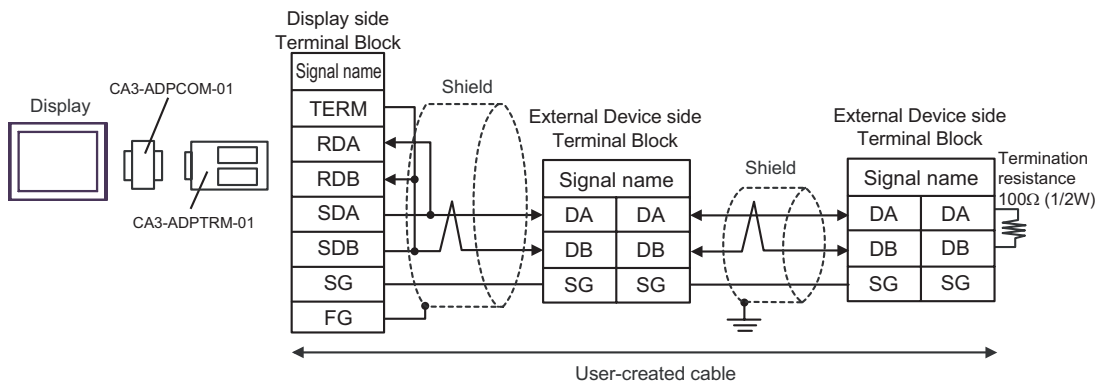 Display side
Terminal Block
Signal name
TERM
RDA
RDB
SDA
SDB
SG
FG
Display
CA3-ADPCOM-01
CA3-ADPTRM-01
Shield
External Device side
Terminal Block
Signal name
DA DA
DB DB
SG SG
Shield
External Device side
Terminal Block
Signal name
DA DA
DB DB
SG SG
Termination
resistance
100Ω (1/2W)
User-created cable